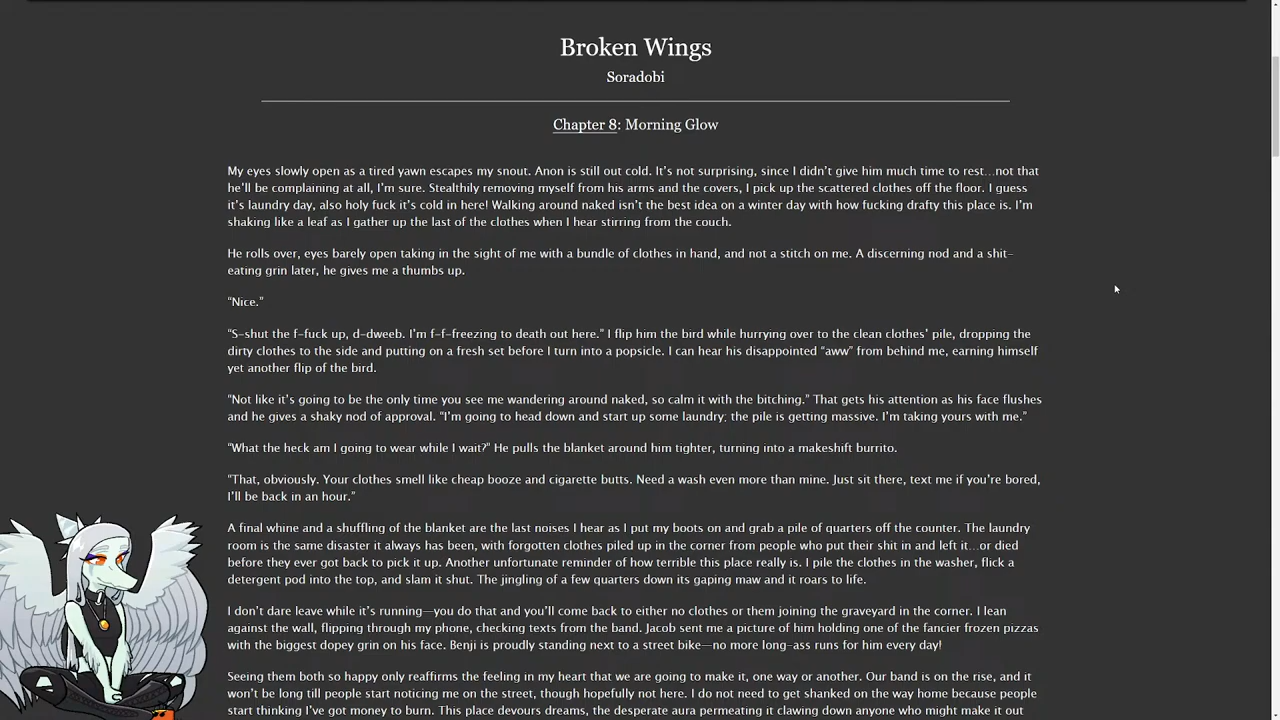 Broken Wings
Soradobi
Chapter 8: Morning Glow
My eyes slowly open as a tired yawn escapes my snout. Anon is still out cold. It's not surprising, since I didn't give him much time to rest…not that
he'll be complaining at all, I'm sure. Stealthily removing myself from his arms and the covers, I pick up the scattered clothes off the floor. I guess
it's laundry day, also holy fuck it's cold in here! Walking around naked isn't the best idea on a winter day with how fucking drafty this place is. I'm
shaking like a leaf as I gather up the last of the clothes when I hear stirring from the couch.
He rolls over, eyes barely open taking in the sight of me with a bundle of clothes in hand, and not a stitch on me. A discerning nod and a shit-
eating grin later, he gives me a thumbs up.
“Nice.”
“S-shut the f-fuck up, d-dweeb. I'm f-f-freezing to death out here.” I flip him the bird while hurrying over to the clean clothes' pile, dropping the
dirty clothes to the side and putting on a fresh set before I turn into a popsicle. I can hear his disappointed “aww” from behind me, earning himself
yet another flip of the bird.
“Not like it's going to be the only time you see me wandering around naked, so calm it with the bitching.” That gets his attention as his face flushes
and he gives a shaky nod of approval. “I'm going to head down and start up some laundry; the pile is getting massive. I'm taking yours with me.”
“What the heck am I going to wear while I wait?” He pulls the blanket around him tighter, turning into a makeshift burrito.
“That, obviously. Your clothes smell like cheap booze and cigarette butts. Need a wash even more than mine. Just sit there, text me if you're bored,
I'll be back in an hour.”
A final whine and a shuffling of the blanket are the last noises I hear as I put my boots on and grab a pile of quarters off the counter. The laundry
room is the same disaster it always has been, with forgotten clothes piled up in the corner from people who put their shit in and left it…or died
before they ever got back to pick it up. Another unfortunate reminder of how terrible this place really is. I pile the clothes in the washer, flick a
detergent pod into the top, and slam it shut. The jingling of a few quarters down its gaping maw and it roars to life.
I don't dare leave while it's running—you do that and you'll come back to either no clothes or them joining the graveyard in the corner. I lean
against the wall, flipping through my phone, checking texts from the band. Jacob sent me a picture of him holding one of the fancier frozen pizzas
with the biggest dopey grin on his face. Benji is proudly standing next to a street bike—no more long-ass runs for him every day!
Seeing them both so happy only reaffirms the feeling in my heart that we are going to make it, one way or another. Our band is on the rise, and it
won't be long till people start noticing me on the street, though hopefully not here. I do not need to get shanked on the way home because people
start thinking I've got money to burn. This place devours dreams, the desperate aura permeating it clawing down anyone who might make it out